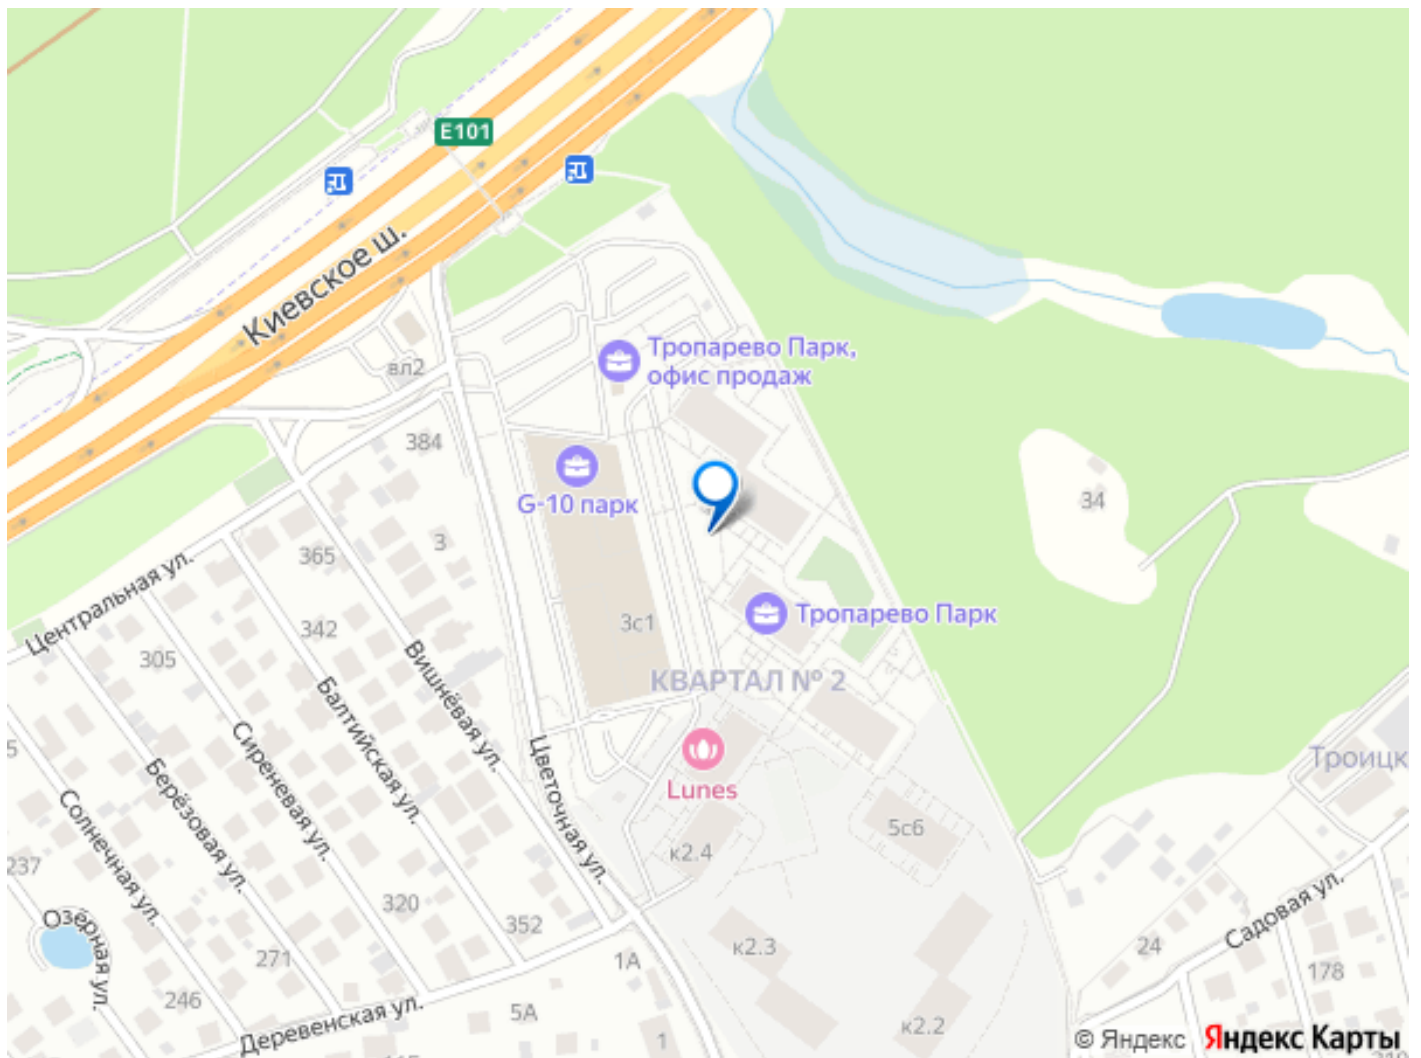 E101
Киевское ш.
Тропарево Парк,
офис продаж
вл2
384
G-10 парк
34
3
365
Центральная ул.
3с1
342
Тропарево Парк
305
Вишнёвая ул.
КВАРТАЛ № 2
Балтийская ул.
Сиреневая ул.
Цветочная ул.
Lunes
Троицк
Берёзовая ул.
Солнечная ул.
5с6
237
к2.4
320
352
Озёрная ул.
Садовая ул.
271
1А
к2.3
24
178
246
5А
Деревенская ул.
1
к2.2
© Яндекс Яндекс Карты